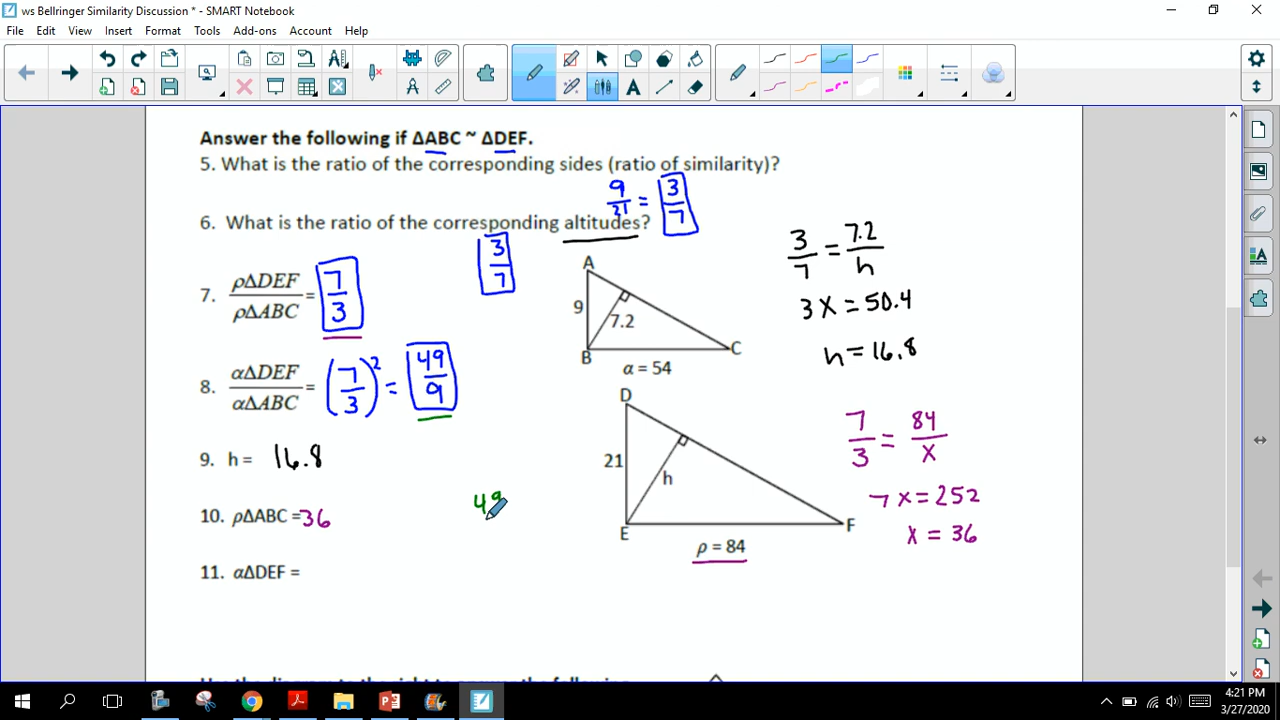 ws Bellringer Similarity Discussion * - SMART Notebook
File Edit View Insert Format Tools Add-ons Account Help
Answer the following if ΔABC ~ ΔDEF.
5. What is the ratio of the corresponding sides (ratio of similarity)?
9/21 = 3/7
6. What is the ratio of the corresponding altitudes?
3/7
7. ρΔDEF/ρΔABC = 7/3
8. αΔDEF/αΔABC = (7/3)² = 49/9
9. h = 16.8
10. ρΔABC = 36
11. αΔDEF =
49
A
9
7.2
B
C
α = 54
D
21
h
E
F
ρ = 84
3/7 = 7.2/h
3x = 50.4
h = 16.8
7/3 = 84/x
7x = 252
x = 36
4:21 PM
3/27/2020